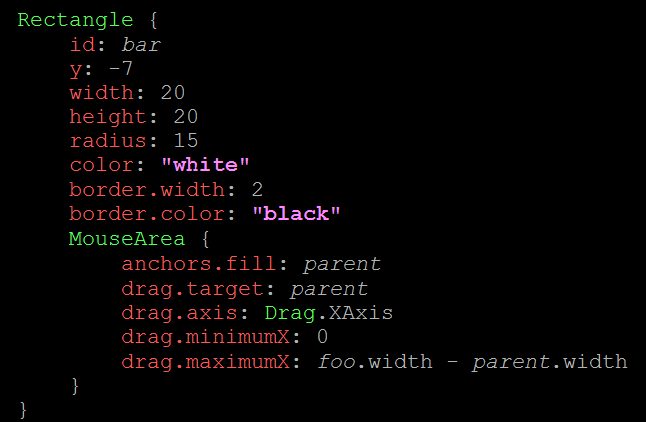 Rectangle {
    id: bar
    y: -7
    width: 20
    height: 20
    radius: 15
    color: "white"
    border.width: 2
    border.color: "black"
    MouseArea {
        anchors.fill: parent
        drag.target: parent
        drag.axis: Drag.XAxis
        drag.minimumX: 0
        drag.maximumX: foo.width - parent.width
    }
}